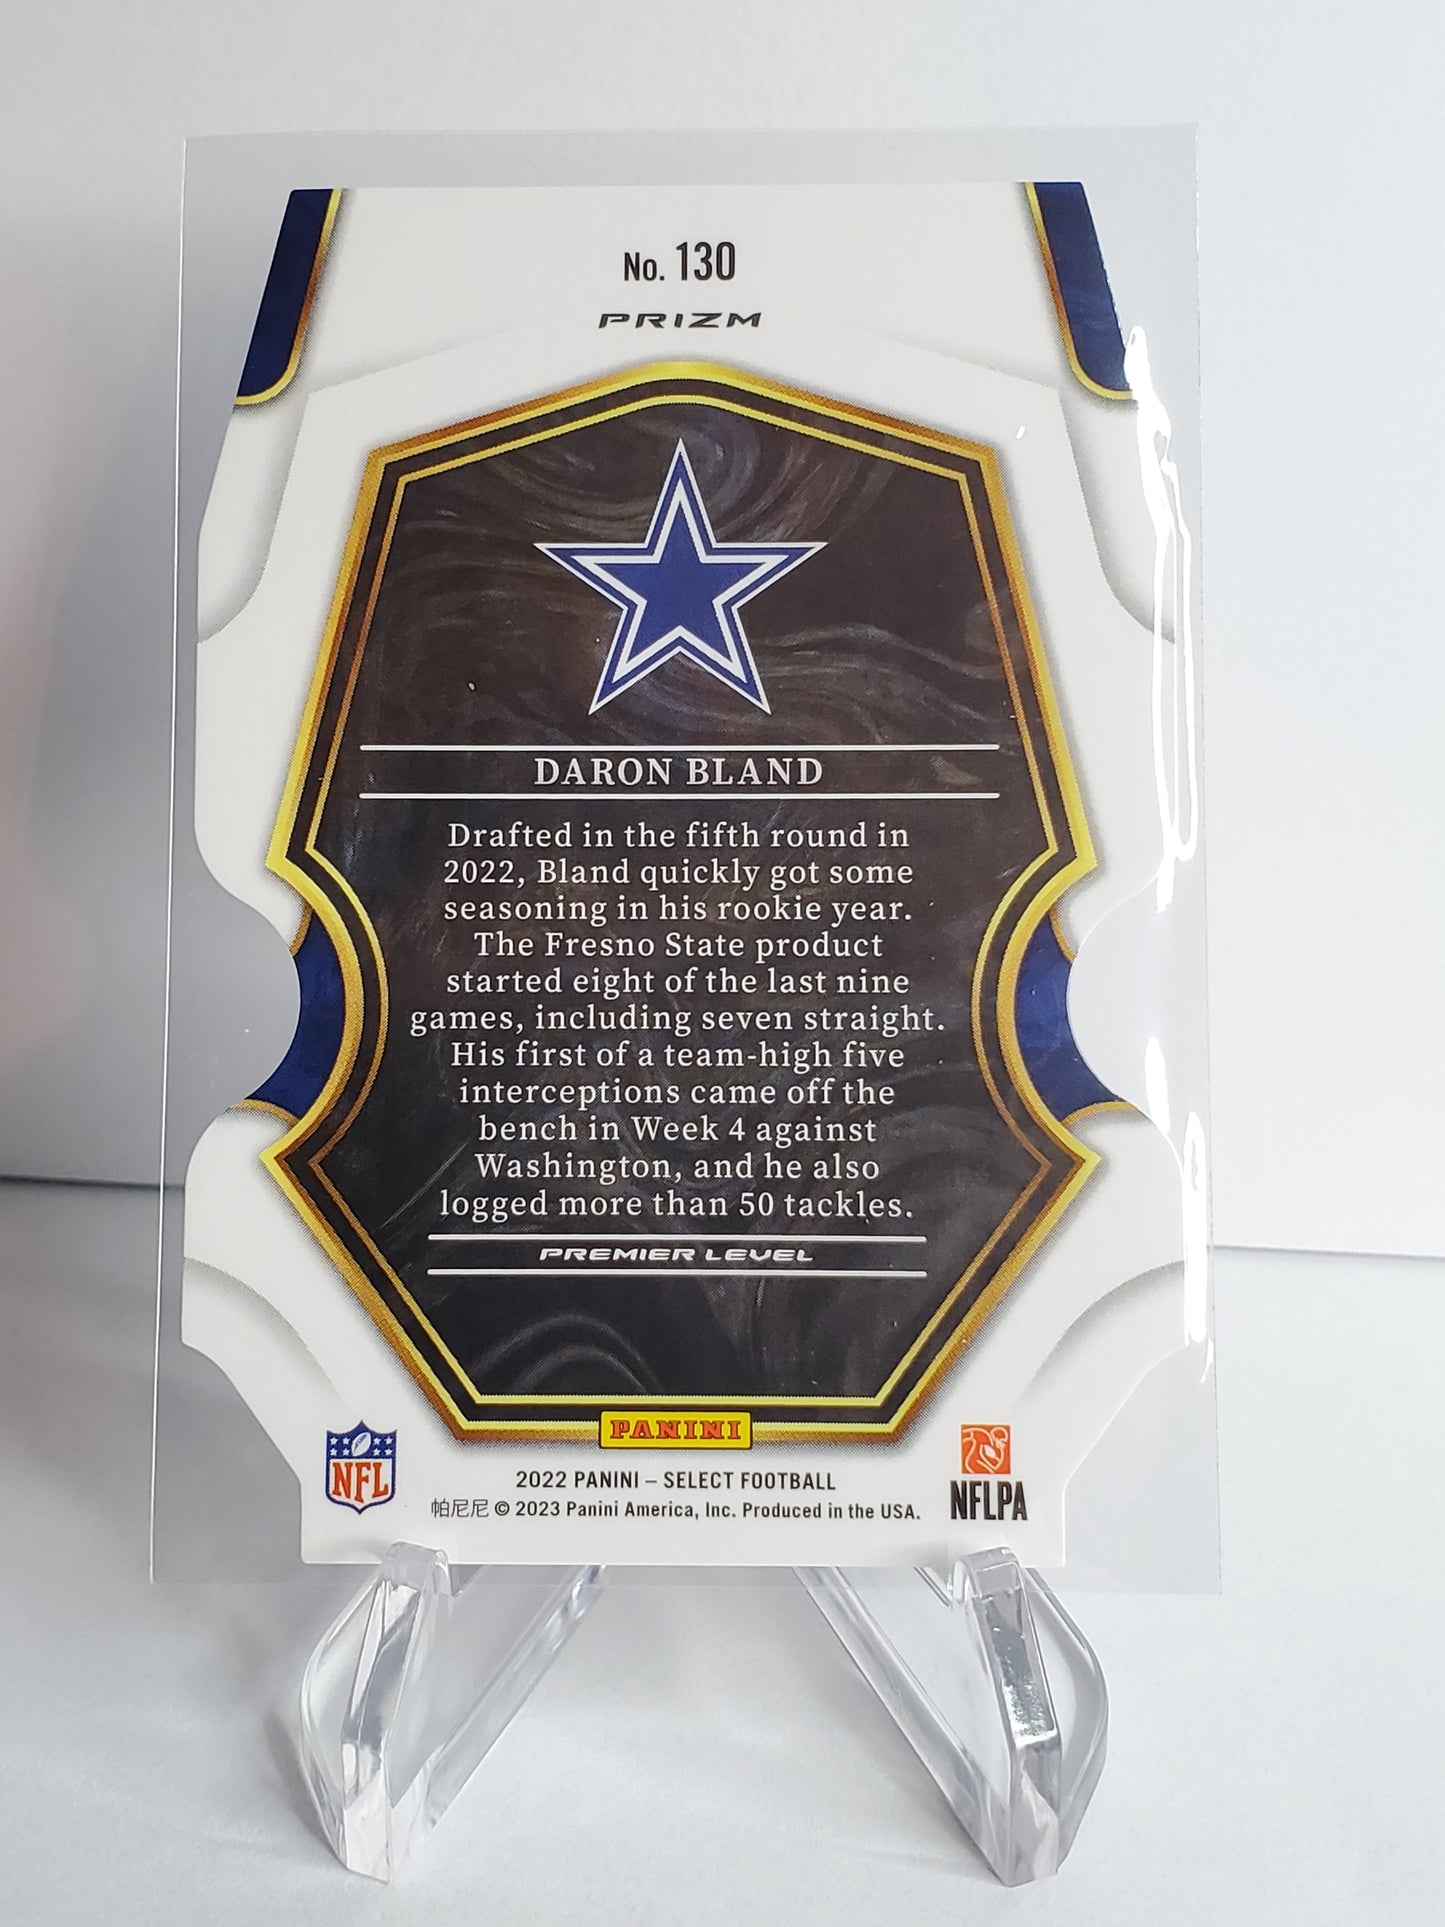 No. 130
PRIZM
DARON BLAND
Drafted in the fifth round in
2022, Bland quickly got some
seasoning in his rookie year.
The Fresno State product
started eight of the last nine
games, including seven straight.
His first of a team-high five
interceptions came off the
bench in Week 4 against
Washington, and he also
logged more than 50 tackles.
PREMIER LEVEL
PANINI
NFL
2022 PANINI – SELECT FOOTBALL
帕尼尼 © 2023 Panini America, Inc. Produced in the USA.
NFLPA